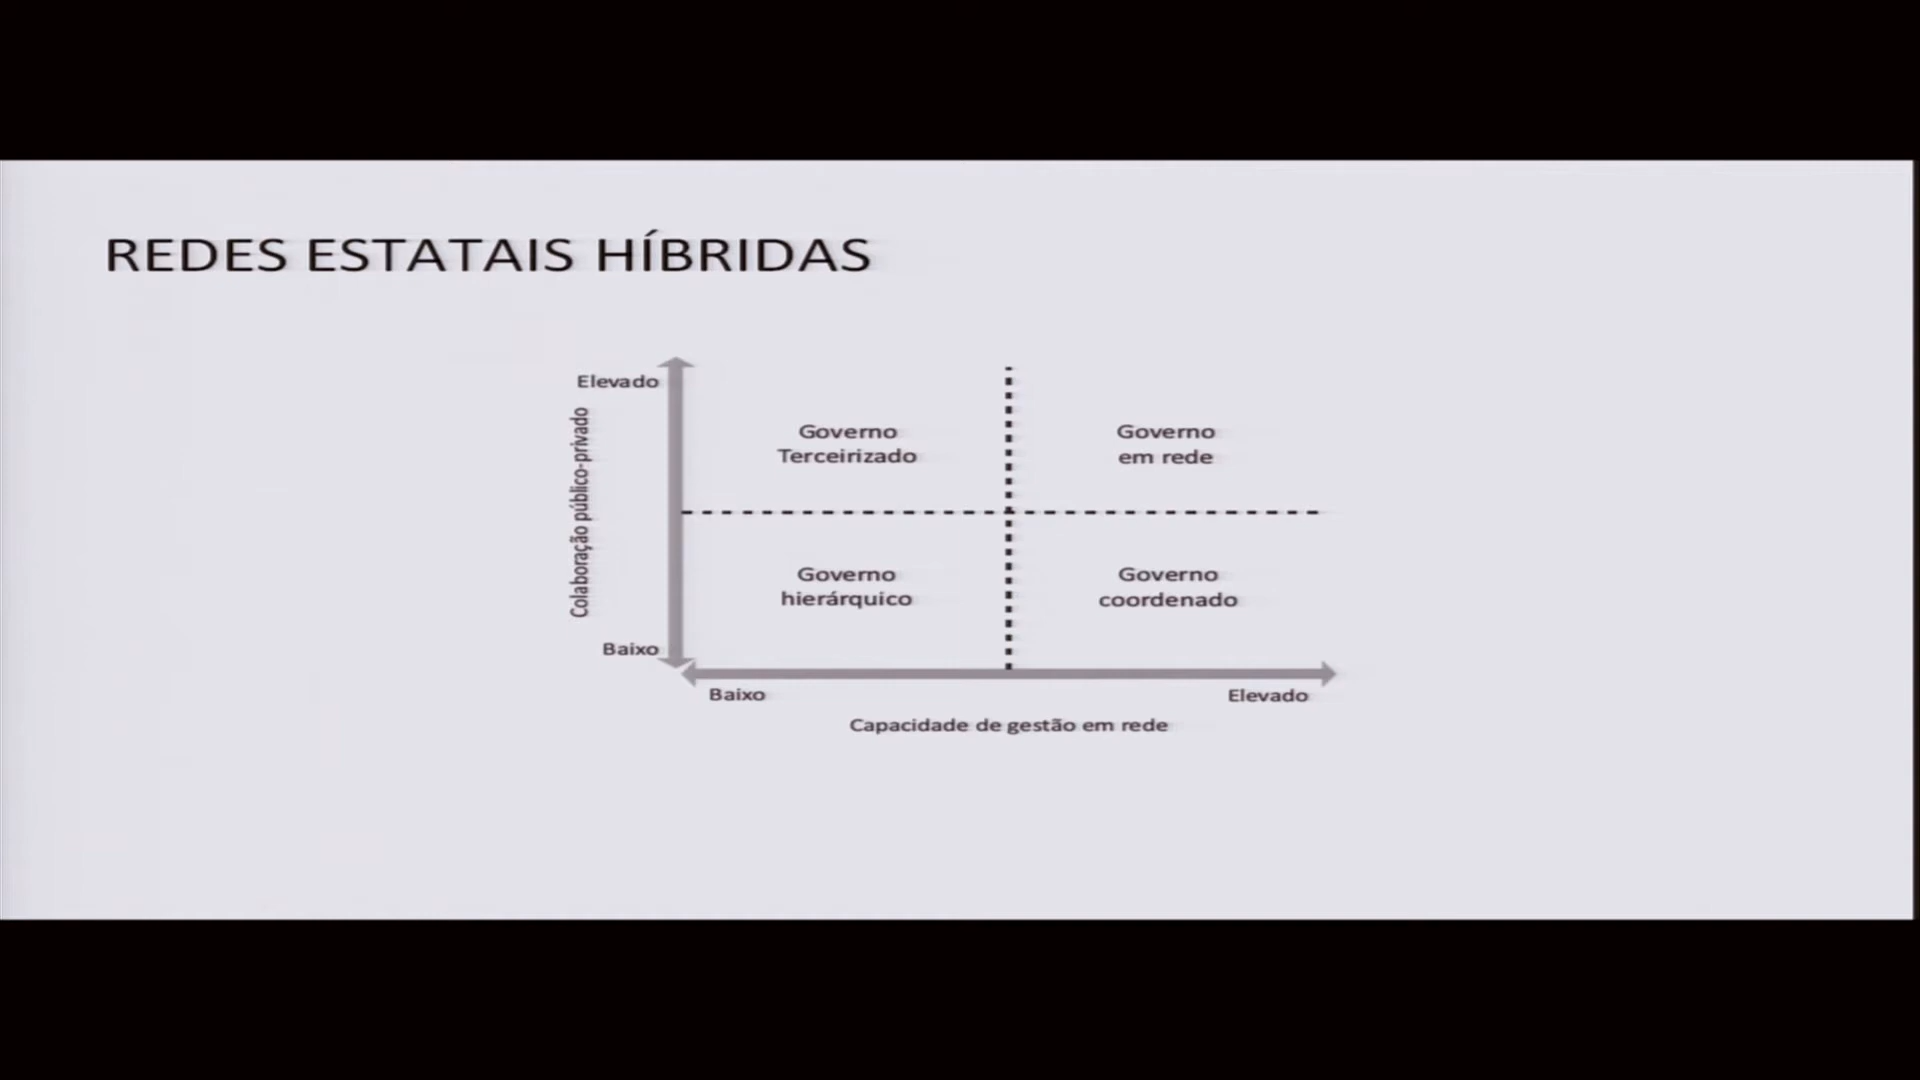 REDES ESTATAIS HÍBRIDAS
Elevado
Colaboração público-privado
Baixo
Governo
Terceirizado
Governo
em rede
Governo
hierárquico
Governo
coordenado
Baixo
Elevado
Capacidade de gestão em rede